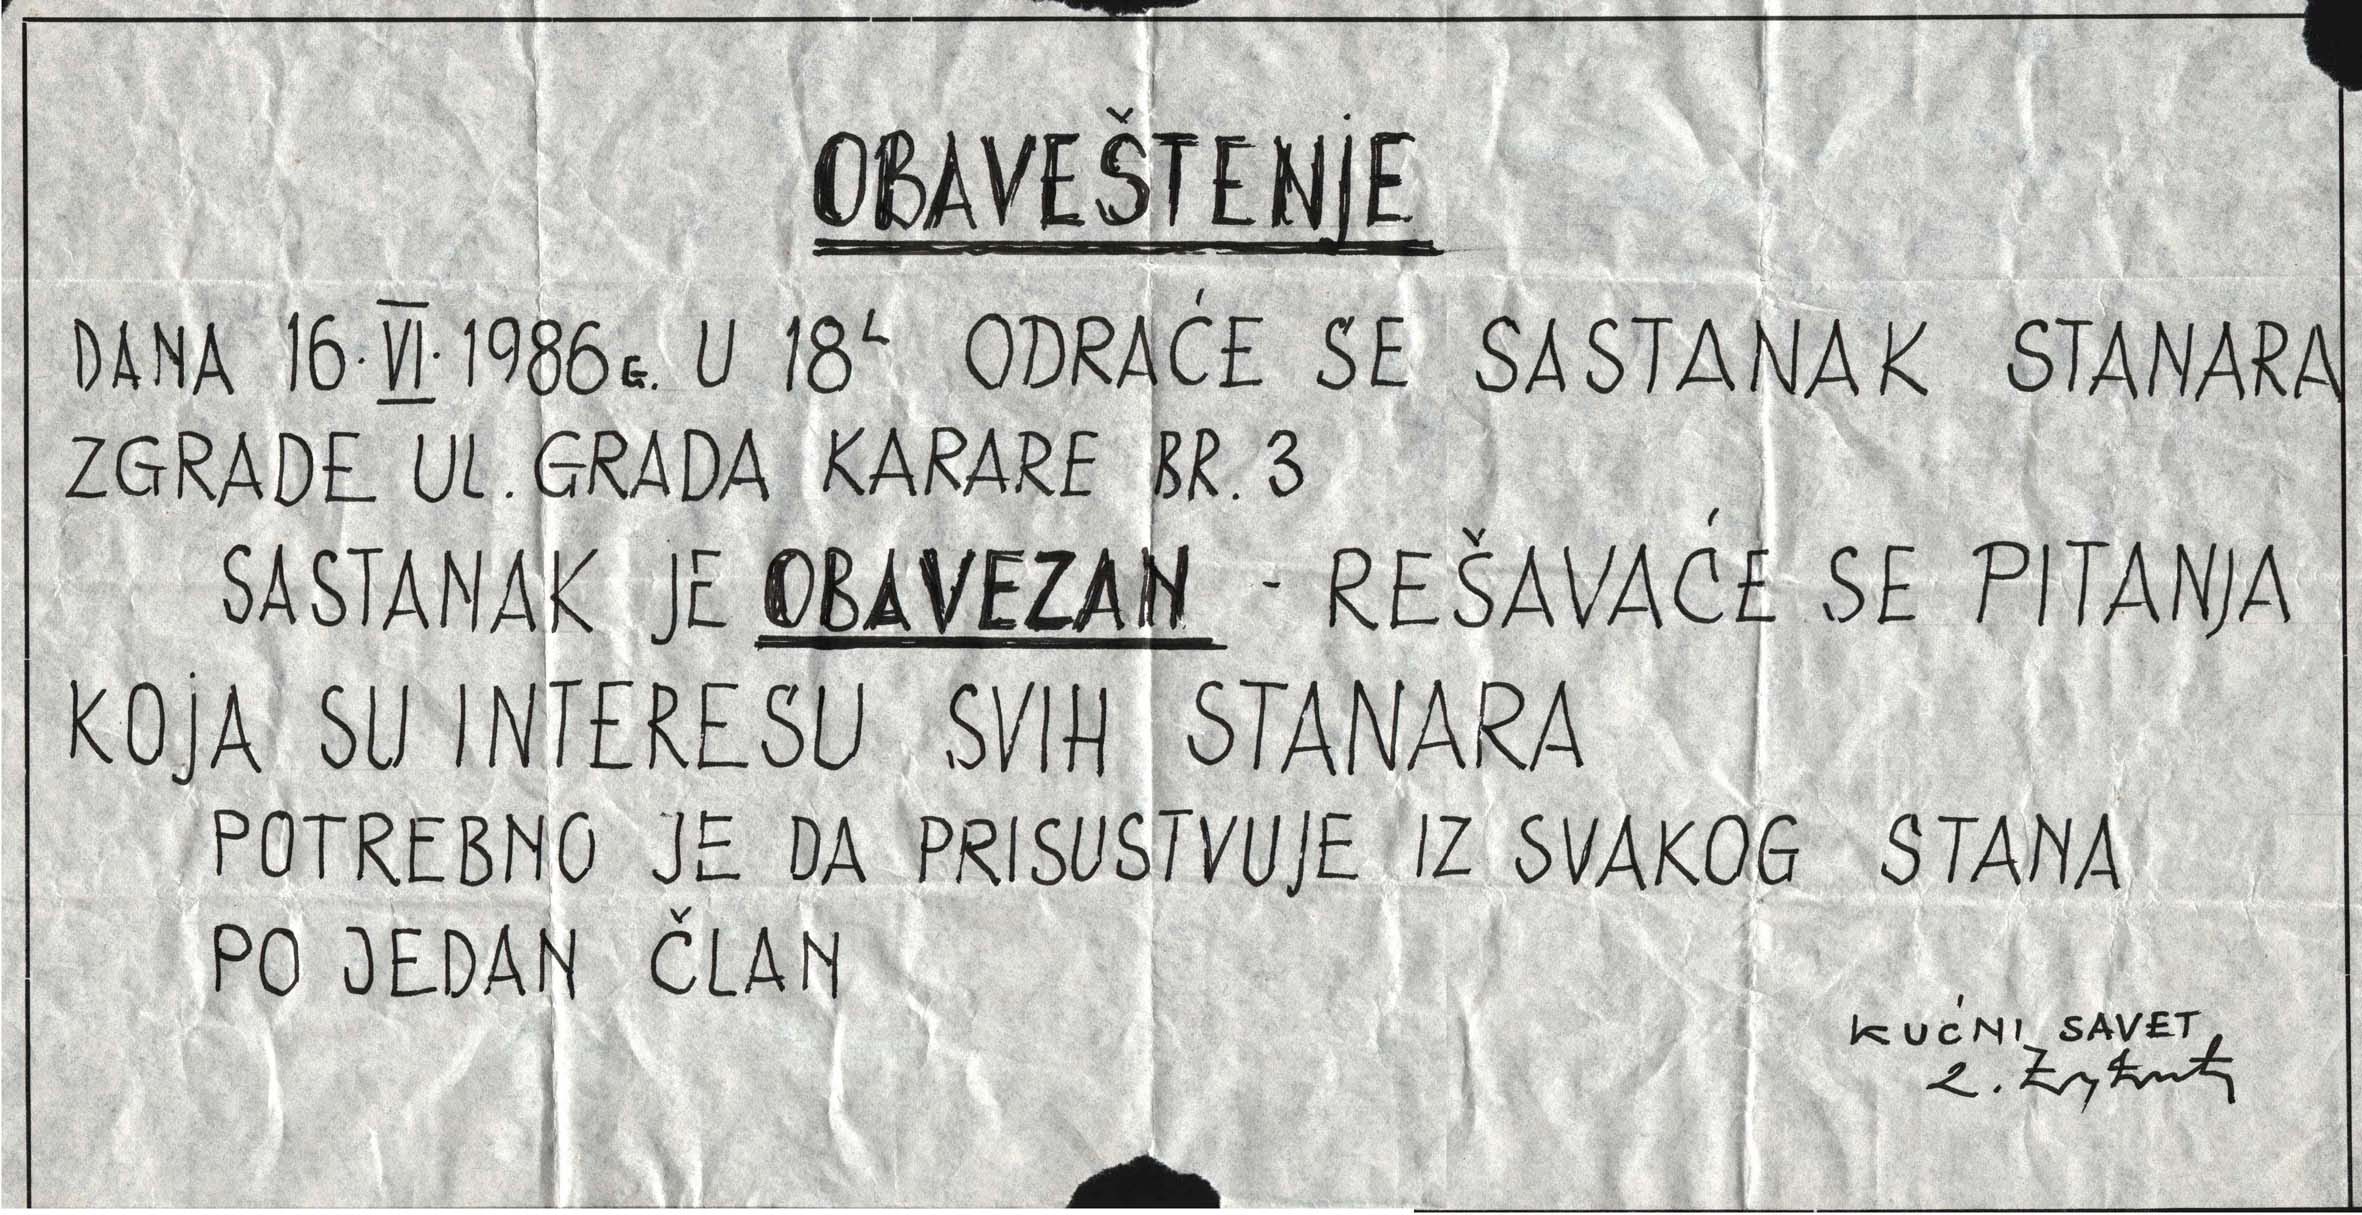 OBAVEŠTENjE
DANA 16. VI. 1986 G. U 18h ODRAĆE SE SASTANAK STANARA
ZGRADE UL. GRADA KARARE BR. 3
SASTANAK JE OBAVEZAN - REŠAVAĆE SE PITANJA
KOjA SU INTERESU SVIH STANARA
POTREBNO JE DA PRISUSTVUJE IZ SVAKOG STANA
PO JEDAN ČLAN
KUĆNI SAVET